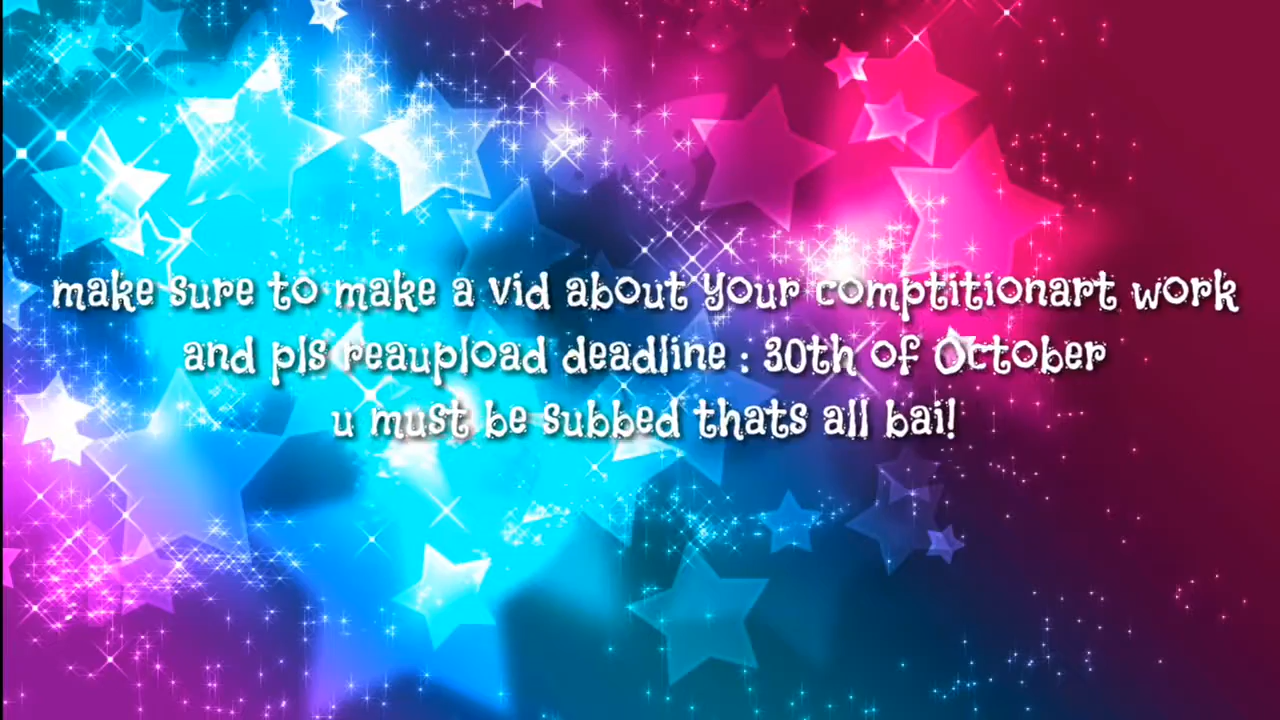 make sure to make a vid about your comptitionart work
and pls reaupload deadline : 30th of October
u must be subbed thats all bai!